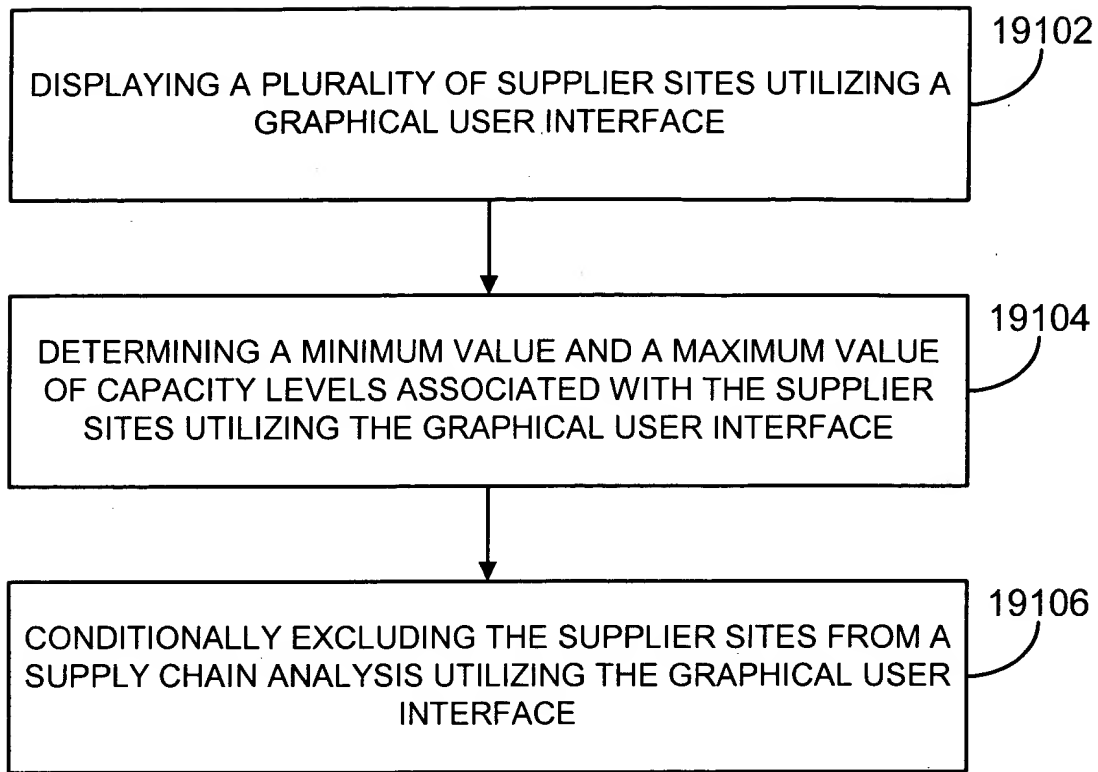 19102
DISPLAYING A PLURALITY OF SUPPLIER SITES UTILIZING A
GRAPHICAL USER INTERFACE
19104
DETERMINING A MINIMUM VALUE AND A MAXIMUM VALUE
OF CAPACITY LEVELS ASSOCIATED WITH THE SUPPLIER
SITES UTILIZING THE GRAPHICAL USER INTERFACE
19106
CONDITIONALLY EXCLUDING THE SUPPLIER SITES FROM A
SUPPLY CHAIN ANALYSIS UTILIZING THE GRAPHICAL USER
INTERFACE